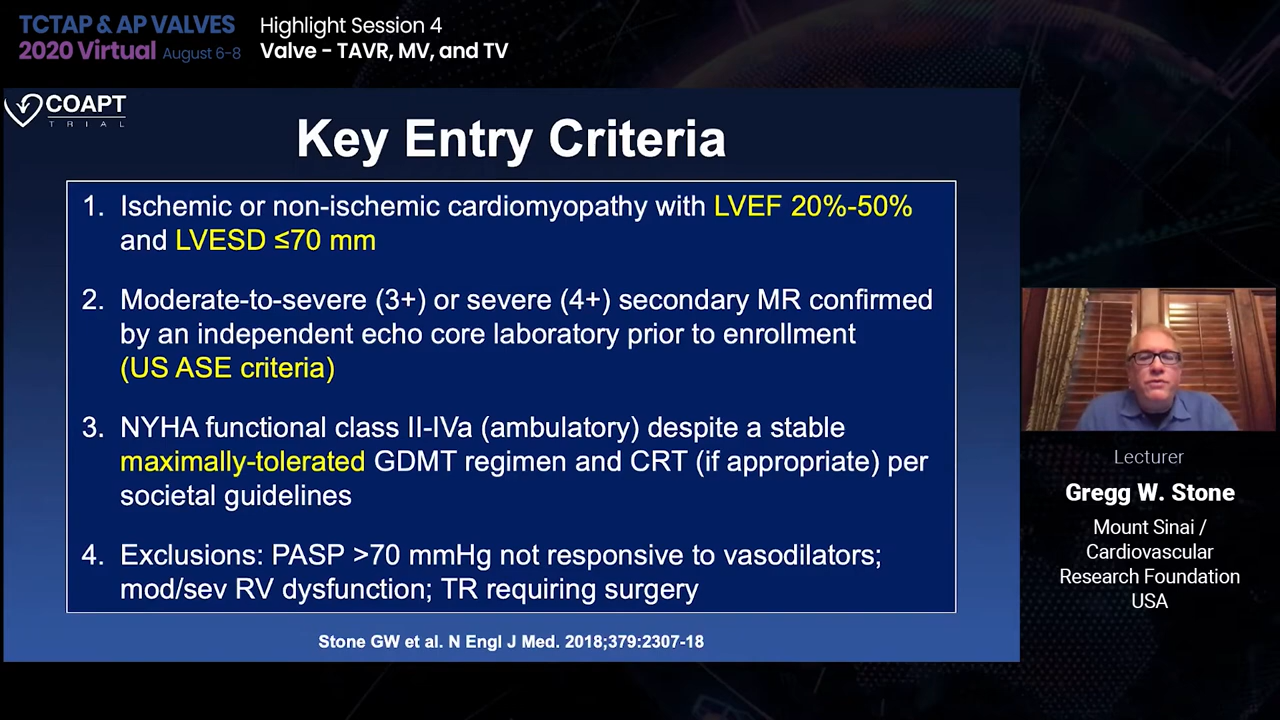 TCTAP & AP VALVES
2020 Virtual August 6-8
Highlight Session 4
Valve - TAVR, MV, and TV
COAPT
TRIAL
Key Entry Criteria
1. Ischemic or non-ischemic cardiomyopathy with LVEF 20%-50%
and LVESD ≤70 mm
2. Moderate-to-severe (3+) or severe (4+) secondary MR confirmed
by an independent echo core laboratory prior to enrollment
(US ASE criteria)
3. NYHA functional class II-IVa (ambulatory) despite a stable
maximally-tolerated GDMT regimen and CRT (if appropriate) per
societal guidelines
4. Exclusions: PASP >70 mmHg not responsive to vasodilators;
mod/sev RV dysfunction; TR requiring surgery
Stone GW et al. N Engl J Med. 2018;379:2307-18
Lecturer
Gregg W. Stone
Mount Sinai /
Cardiovascular
Research Foundation
USA